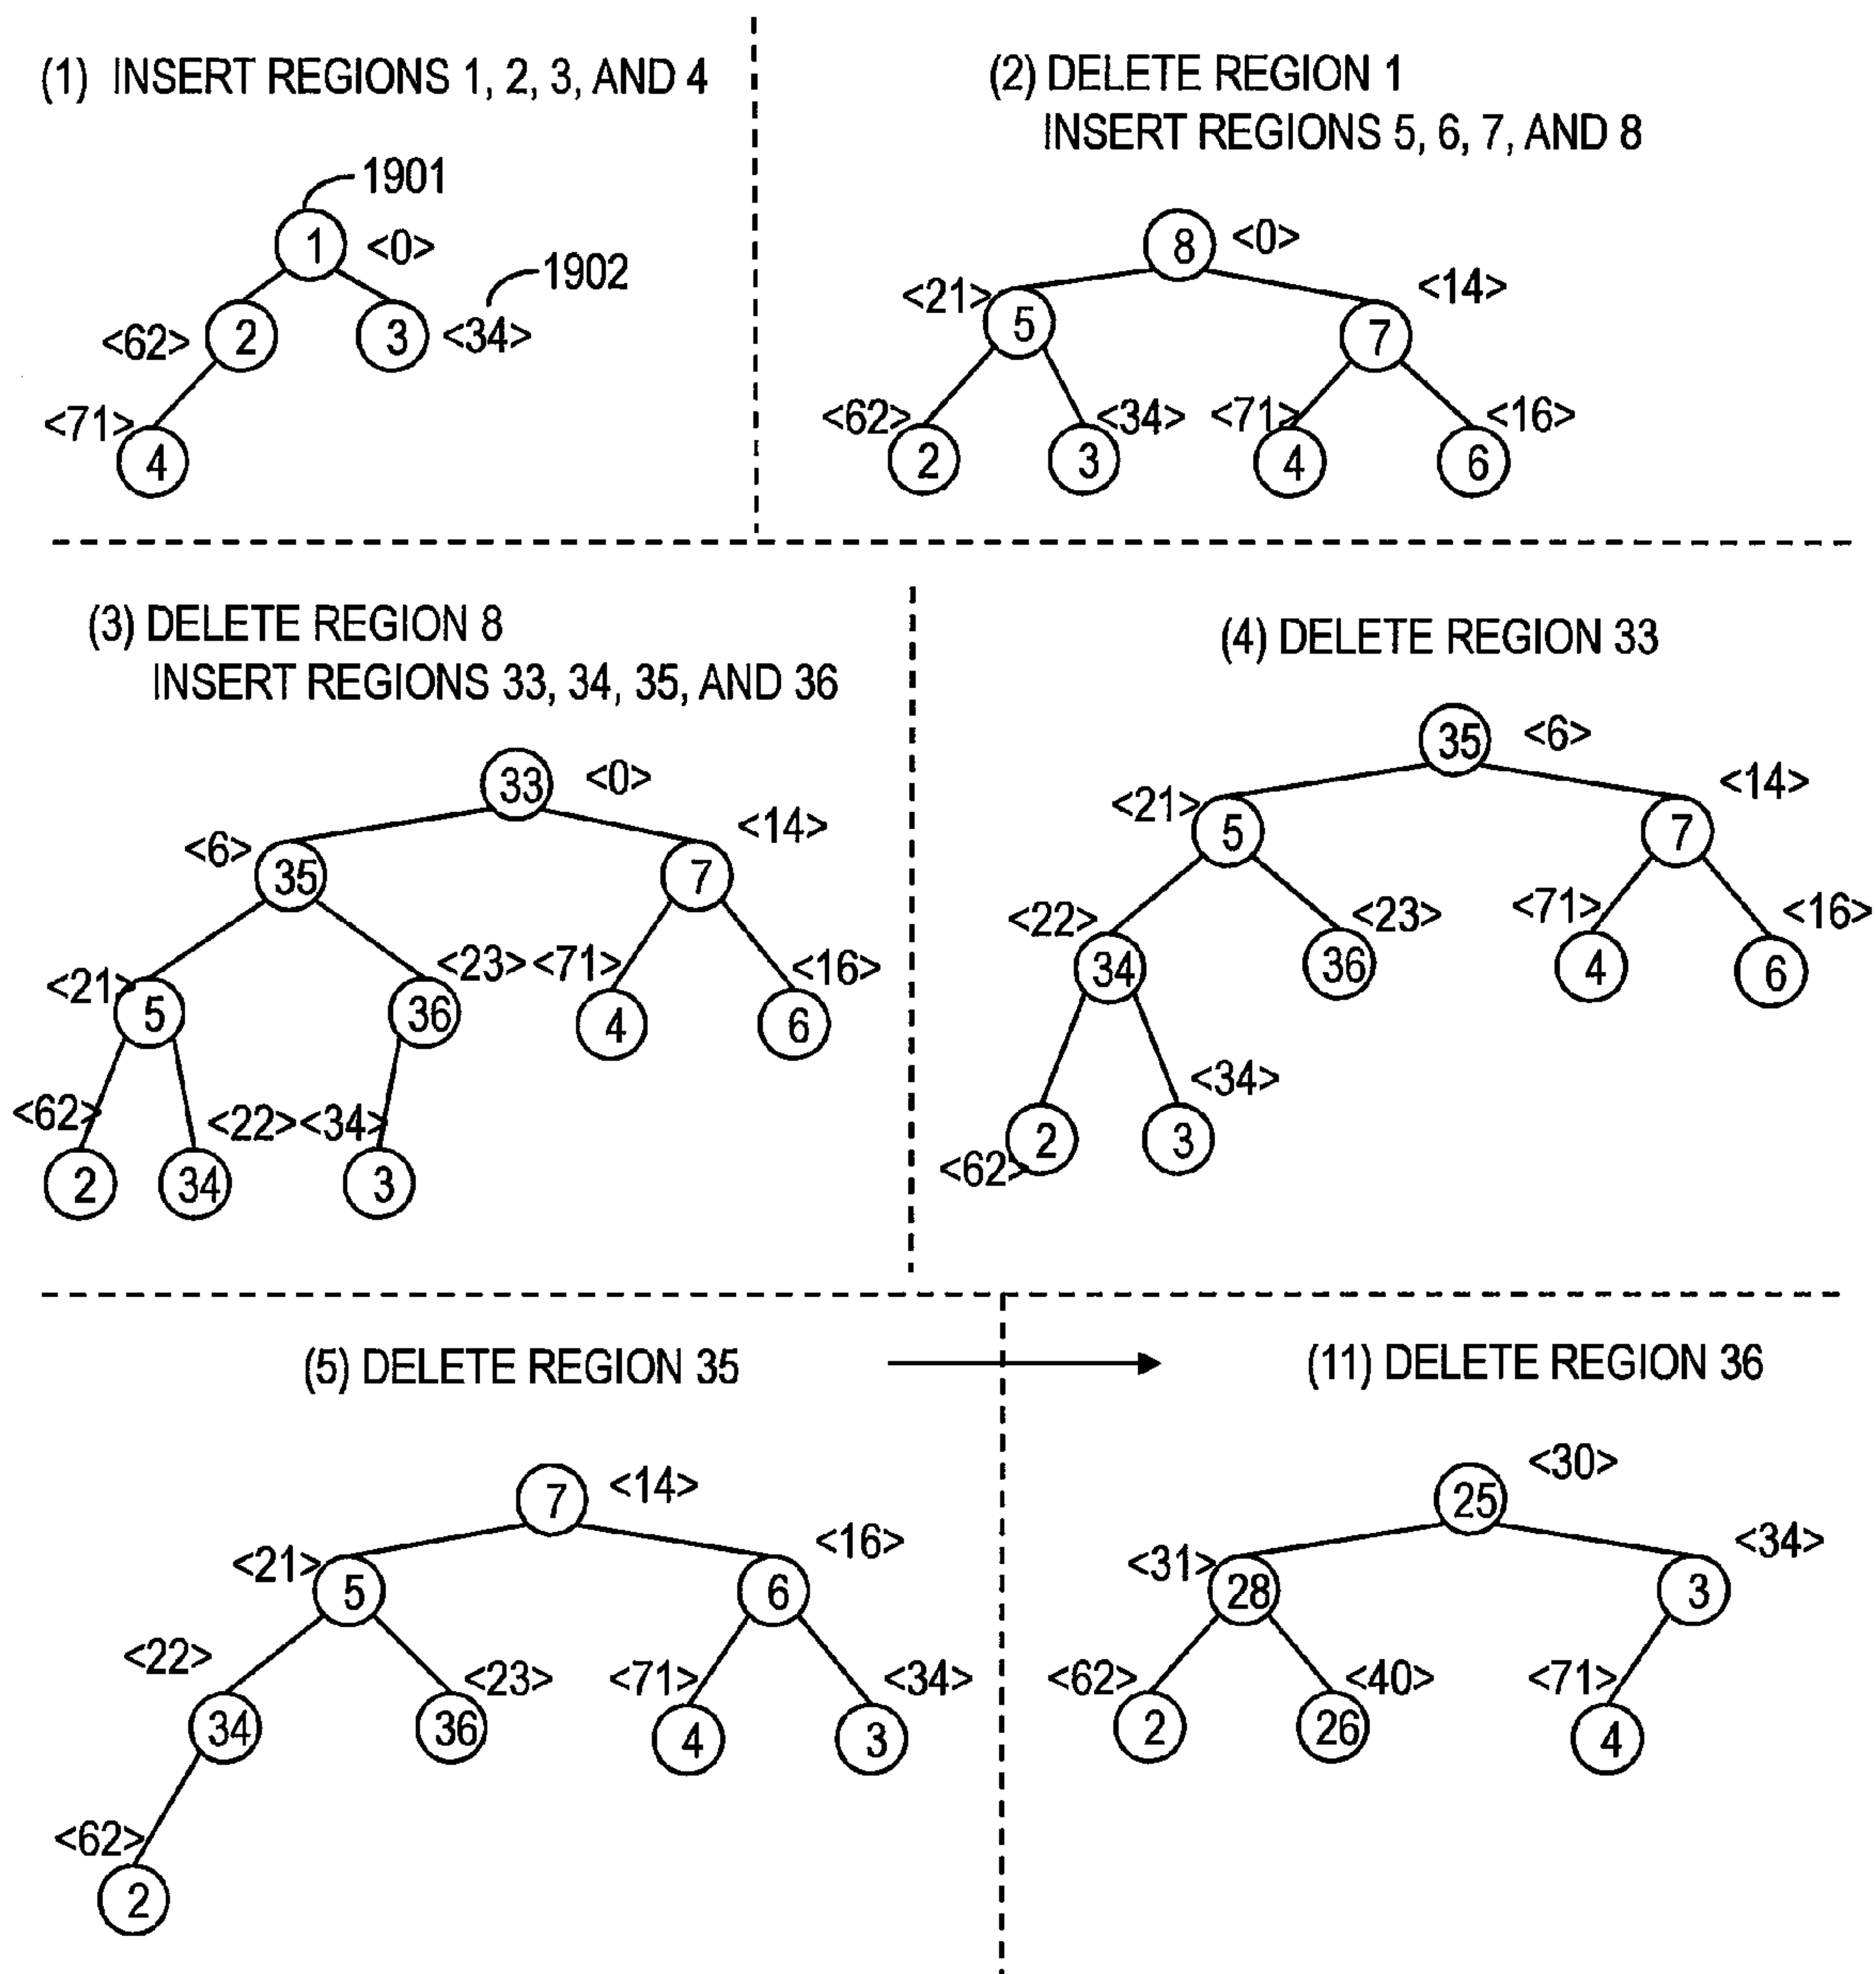 (1) INSERT REGIONS 1, 2, 3, AND 4
1901
1 <0>
1902
<62> 2 3 <34>
<71>
4
(2) DELETE REGION 1
INSERT REGIONS 5, 6, 7, AND 8
8 <0>
<21> 5 7 <14>
<62> <34> <71> <16>
2 3 4 6
(3) DELETE REGION 8
INSERT REGIONS 33, 34, 35, AND 36
33 <0>
<6> 35 7 <14>
<21> 5 36 <23> <71> 4 6 <16>
<62> <22> <34>
2 34 3
(4) DELETE REGION 33
35 <6>
<21> 5 7 <14>
<22> <23> <71> <16>
34 36 4 6
<34>
2 3
<62>
(5) DELETE REGION 35
7 <14>
<21> 5 6 <16>
<22> <23> <71> <34>
34 36 4 3
<62>
2
(11) DELETE REGION 36
25 <30>
<31> 28 3 <34>
<62> <40> <71>
2 26 4